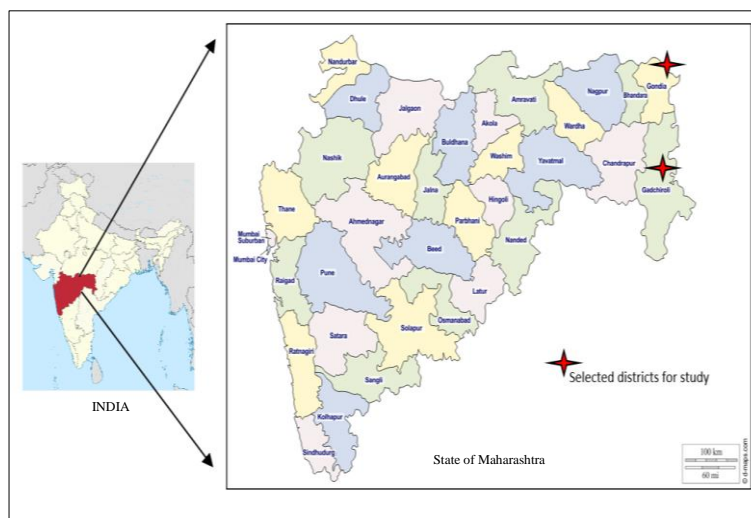 Nandurbar
Dhule
Jalgaon
Buldhana
Akola
Amravati
Nagpur
Bhandara
Gondia
Wardha
Washim
Yavatmal
Chandrapur
Gadchiroli
Nashik
Aurangabad
Jalna
Hingoli
Parbhani
Nanded
Thane
Ahmednagar
Mumbai
Suburban
Mumbai City
Beed
Pune
Raigad
Latur
Osmanabad
Solapur
Satara
Ratnagiri
Sangli
Kolhapur
Sindhudurg
Selected districts for study
INDIA
State of Maharashtra
100 km
60 mi
© d-maps.com